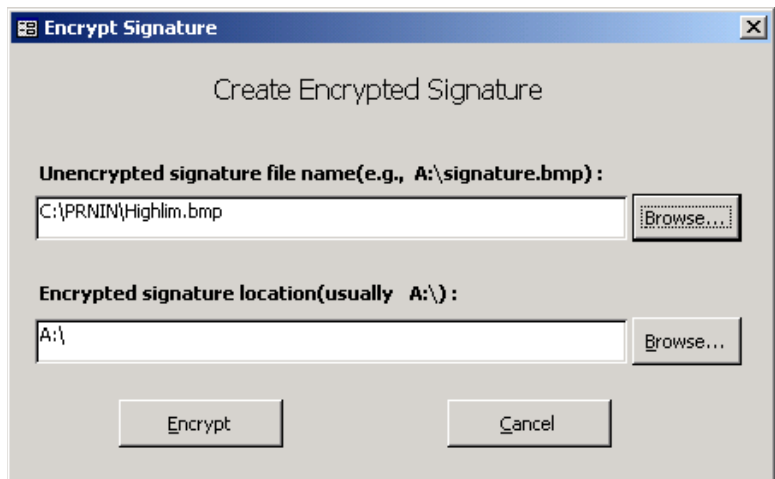 Encrypt Signature
Create Encrypted Signature
Unencrypted signature file name(e.g., A:\signature.bmp) :
C:\PRNIN\Highlim.bmp
Browse...
Encrypted signature location(usually A:\) :
A:\
Browse...
Encrypt
Cancel